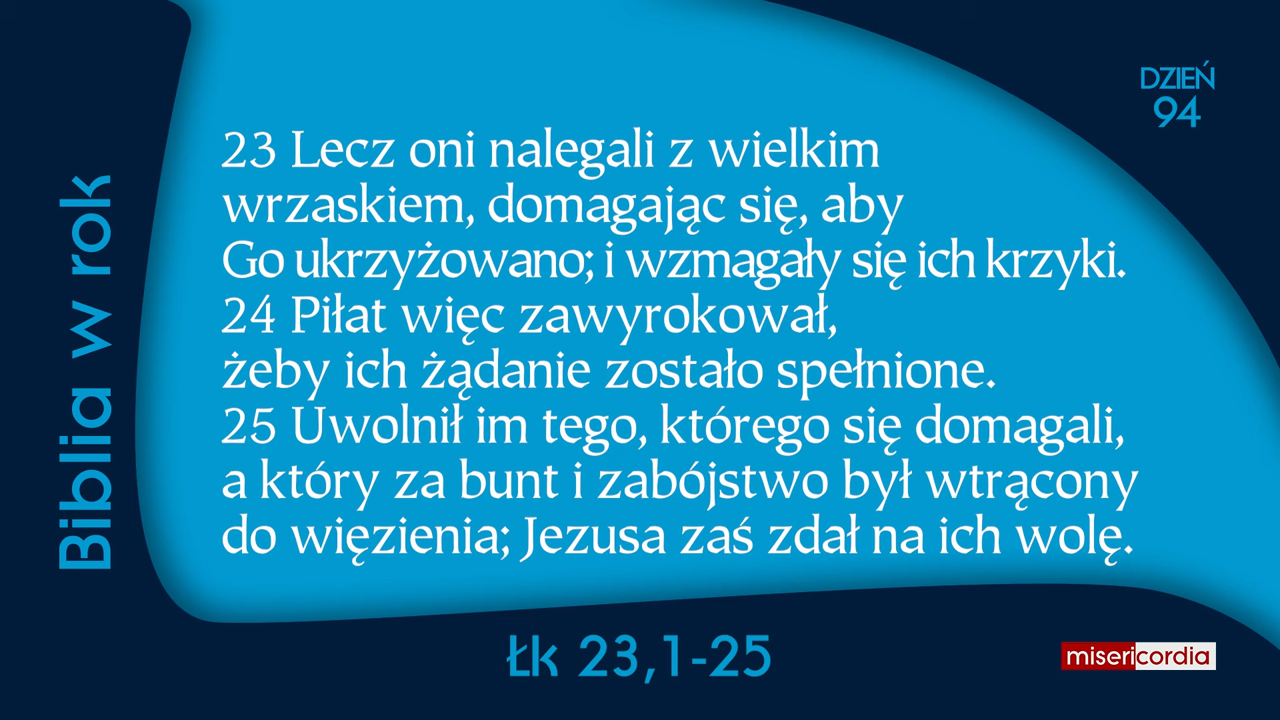 Biblia w rok
DZIEŃ
94
23 Lecz oni nalegali z wielkim
wrzaskiem, domagając się, aby
Go ukrzyżowano; i wzmagały się ich krzyki.
24 Piłat więc zawyrokował,
żeby ich żądanie zostało spełnione.
25 Uwolnił im tego, którego się domagali,
a który za bunt i zabójstwo był wtrącony
do więzienia; Jezusa zaś zdał na ich wolę.
Łk 23,1-25
misericordia